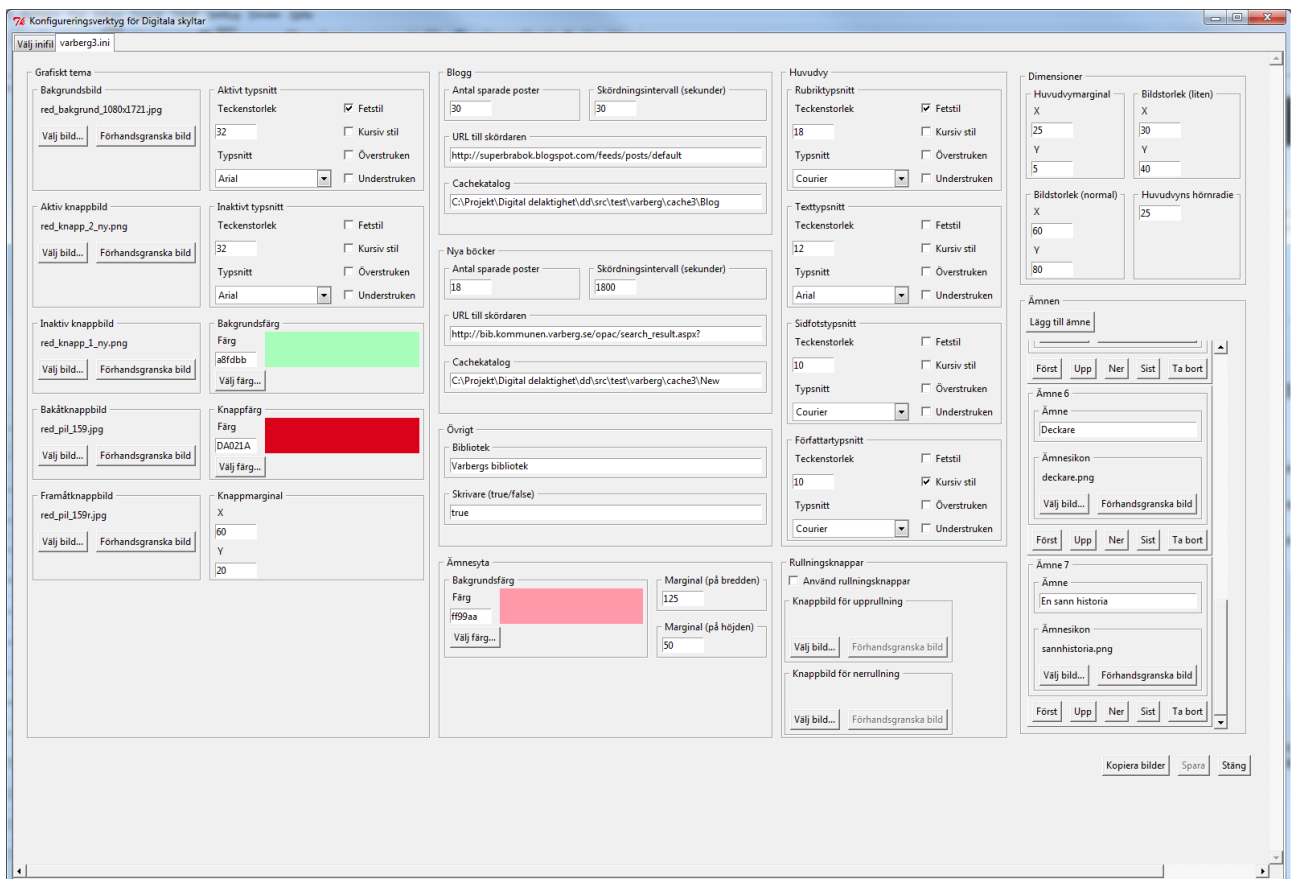 Konfigureringsverktyg för Digitala skyltar
Välj inifil
varberg3.ini
Grafiskt tema
Bakgrundsbild
red_bakgrund_1080x1721.jpg
Välj bild... Förhandsgranska bild
Aktivt typsnitt
Teckenstorlek Fetstil
32 Kursiv stil
Typsnitt Överstruken
Arial Understruken
Aktiv knappbild
red_knapp_2_ny.png
Välj bild... Förhandsgranska bild
Inaktivt typsnitt
Teckenstorlek Fetstil
32 Kursiv stil
Typsnitt Överstruken
Arial Understruken
Inaktiv knappbild
red_knapp_1_ny.png
Välj bild... Förhandsgranska bild
Bakgrundsfärg
Färg
a8fdbb
Välj färg...
Bakåtknappbild
red_pil_159.jpg
Välj bild... Förhandsgranska bild
Knappfärg
Färg
DA021A
Välj färg...
Framåtknappbild
red_pil_159r.jpg
Välj bild... Förhandsgranska bild
Knappmarginal
X
60
Y
20
Blogg
Antal sparade poster
30
Skördningsintervall (sekunder)
30
URL till skördaren
http://superbrabok.blogspot.com/feeds/posts/default
Cachekatalog
C:\Projekt\Digital delaktighet\dd\src\test\varberg\cache3\Blog
Nya böcker
Antal sparade poster
18
Skördningsintervall (sekunder)
1800
URL till skördaren
http://bib.kommunen.varberg.se/opac/search_result.aspx?
Cachekatalog
C:\Projekt\Digital delaktighet\dd\src\test\varberg\cache3\New
Övrigt
Bibliotek
Varbergs bibliotek
Skrivare (true/false)
true
Ämnesyta
Bakgrundsfärg
Färg
ff99aa
Välj färg...
Marginal (på bredden)
125
Marginal (på höjden)
50
Huvudvy
Rubriktypsnitt
Teckenstorlek Fetstil
18 Kursiv stil
Typsnitt Överstruken
Courier Understruken
Texttypsnitt
Teckenstorlek Fetstil
12 Kursiv stil
Typsnitt Överstruken
Arial Understruken
Sidfotstypsnitt
Teckenstorlek Fetstil
10 Kursiv stil
Typsnitt Överstruken
Courier Understruken
Författartypsnitt
Teckenstorlek Fetstil
10 Kursiv stil
Typsnitt Överstruken
Courier Understruken
Rullningsknappar
Använd rullningsknappar
Knappbild för upprullning
Välj bild... Förhandsgranska bild
Knappbild för nerrullning
Välj bild... Förhandsgranska bild
Dimensioner
Huvudvymarginal
X
25
Y
5
Bildstorlek (liten)
X
30
Y
40
Bildstorlek (normal)
X
60
Y
80
Huvudvyns hörnradie
25
Ämnen
Lägg till ämne
Först Upp Ner Sist Ta bort
Ämne 6
Ämne
Deckare
Ämnesikon
deckare.png
Välj bild... Förhandsgranska bild
Först Upp Ner Sist Ta bort
Ämne 7
Ämne
En sann historia
Ämnesikon
sannhistoria.png
Välj bild... Förhandsgranska bild
Först Upp Ner Sist Ta bort
Kopiera bilder Spara Stäng